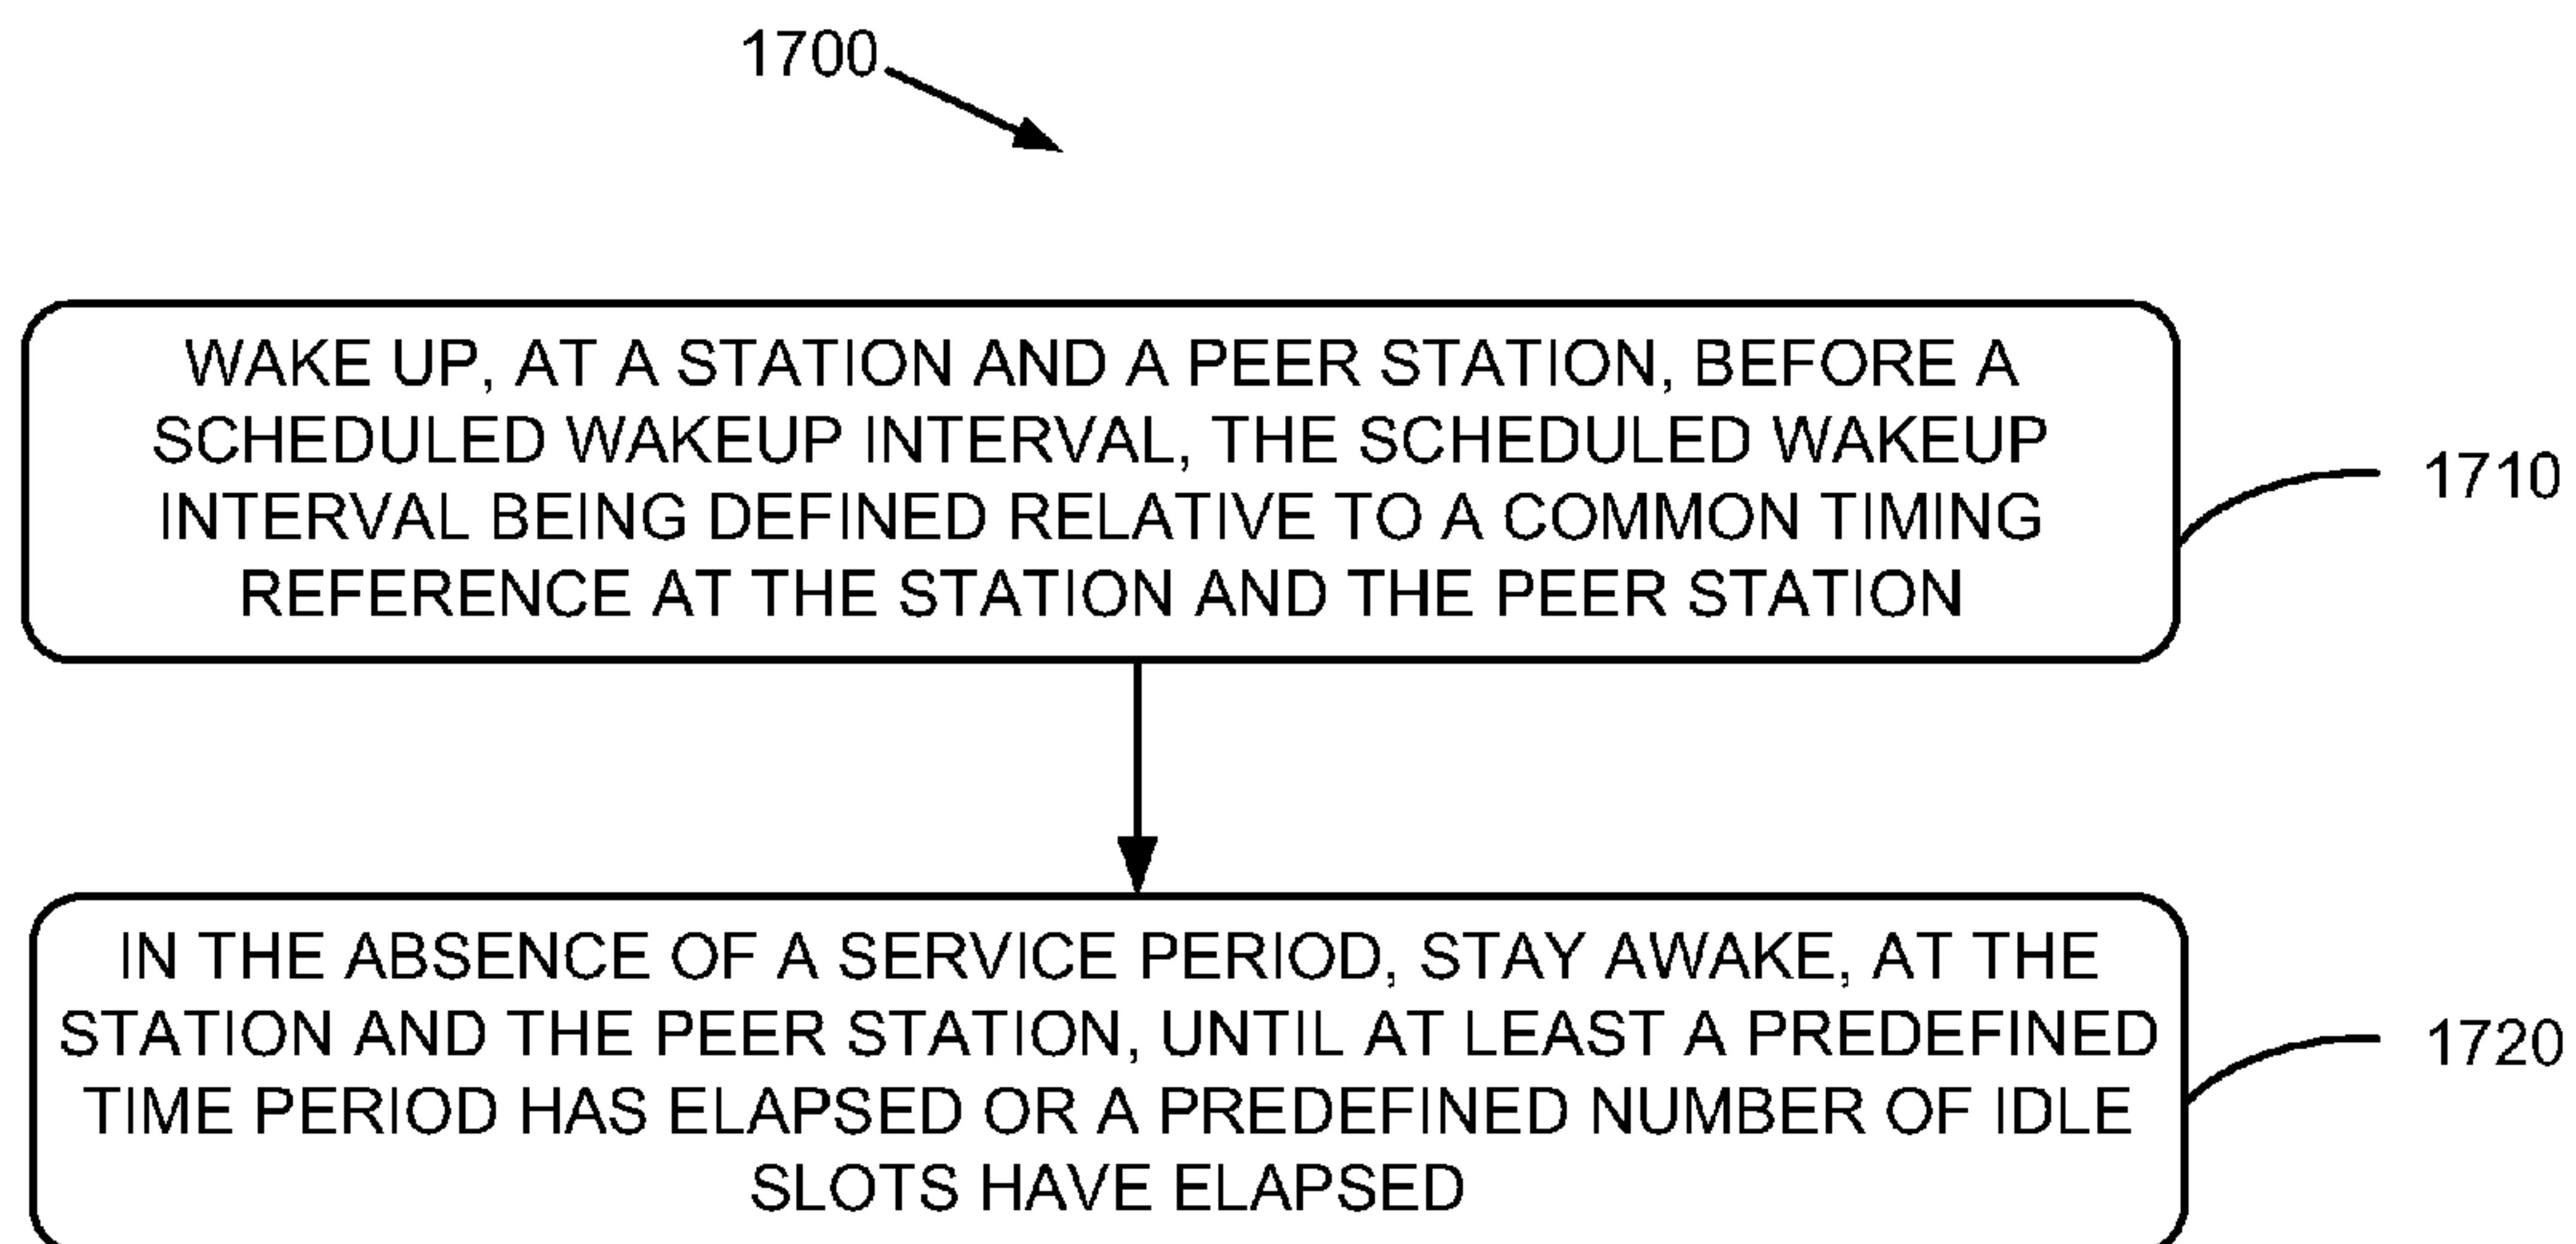 1700
WAKE UP, AT A STATION AND A PEER STATION, BEFORE A
SCHEDULED WAKEUP INTERVAL, THE SCHEDULED WAKEUP
INTERVAL BEING DEFINED RELATIVE TO A COMMON TIMING
REFERENCE AT THE STATION AND THE PEER STATION
1710
IN THE ABSENCE OF A SERVICE PERIOD, STAY AWAKE, AT THE
STATION AND THE PEER STATION, UNTIL AT LEAST A PREDEFINED
TIME PERIOD HAS ELAPSED OR A PREDEFINED NUMBER OF IDLE
SLOTS HAVE ELAPSED
1720